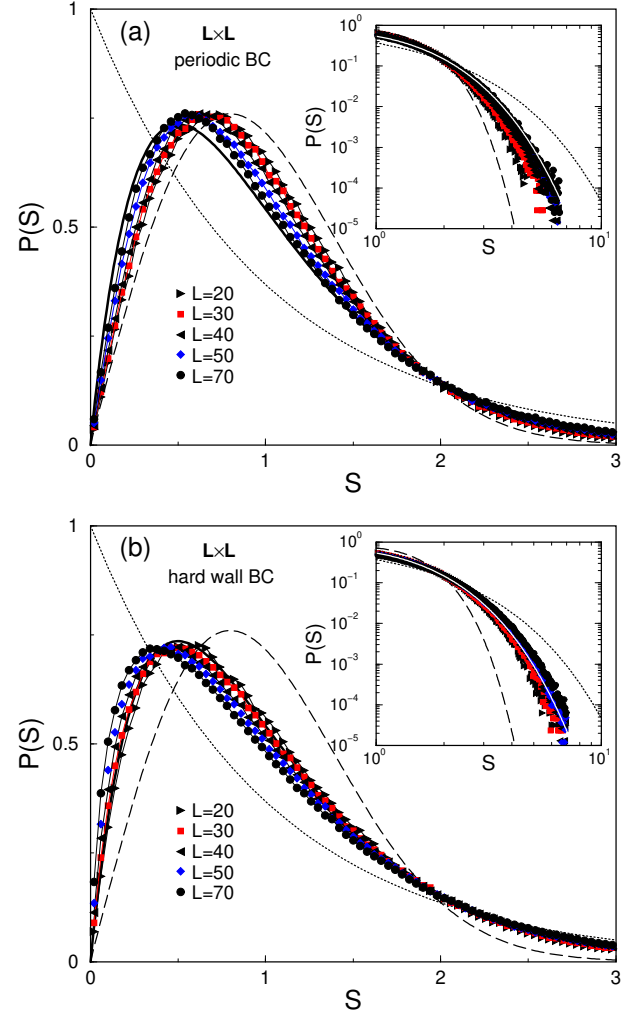 (a)
L×L
periodic BC
P(S)
1
0.5
0
0 1 2 3
S
L=20
L=30
L=40
L=50
L=70
P(S)
10^0
10^-1
10^-2
10^-3
10^-4
10^-5
10^0 S 10^1
(b)
L×L
hard wall BC
P(S)
1
0.5
0
0 1 2 3
S
L=20
L=30
L=40
L=50
L=70
P(S)
10^0
10^-1
10^-2
10^-3
10^-4
10^-5
10^0 S 10^1